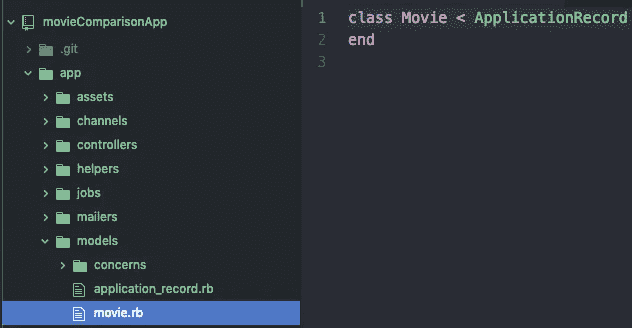 movieComparisonApp
.git
app
assets
channels
controllers
helpers
jobs
mailers
models
concerns
application_record.rb
movie.rb
1 class Movie < ApplicationRecord
2 end
3